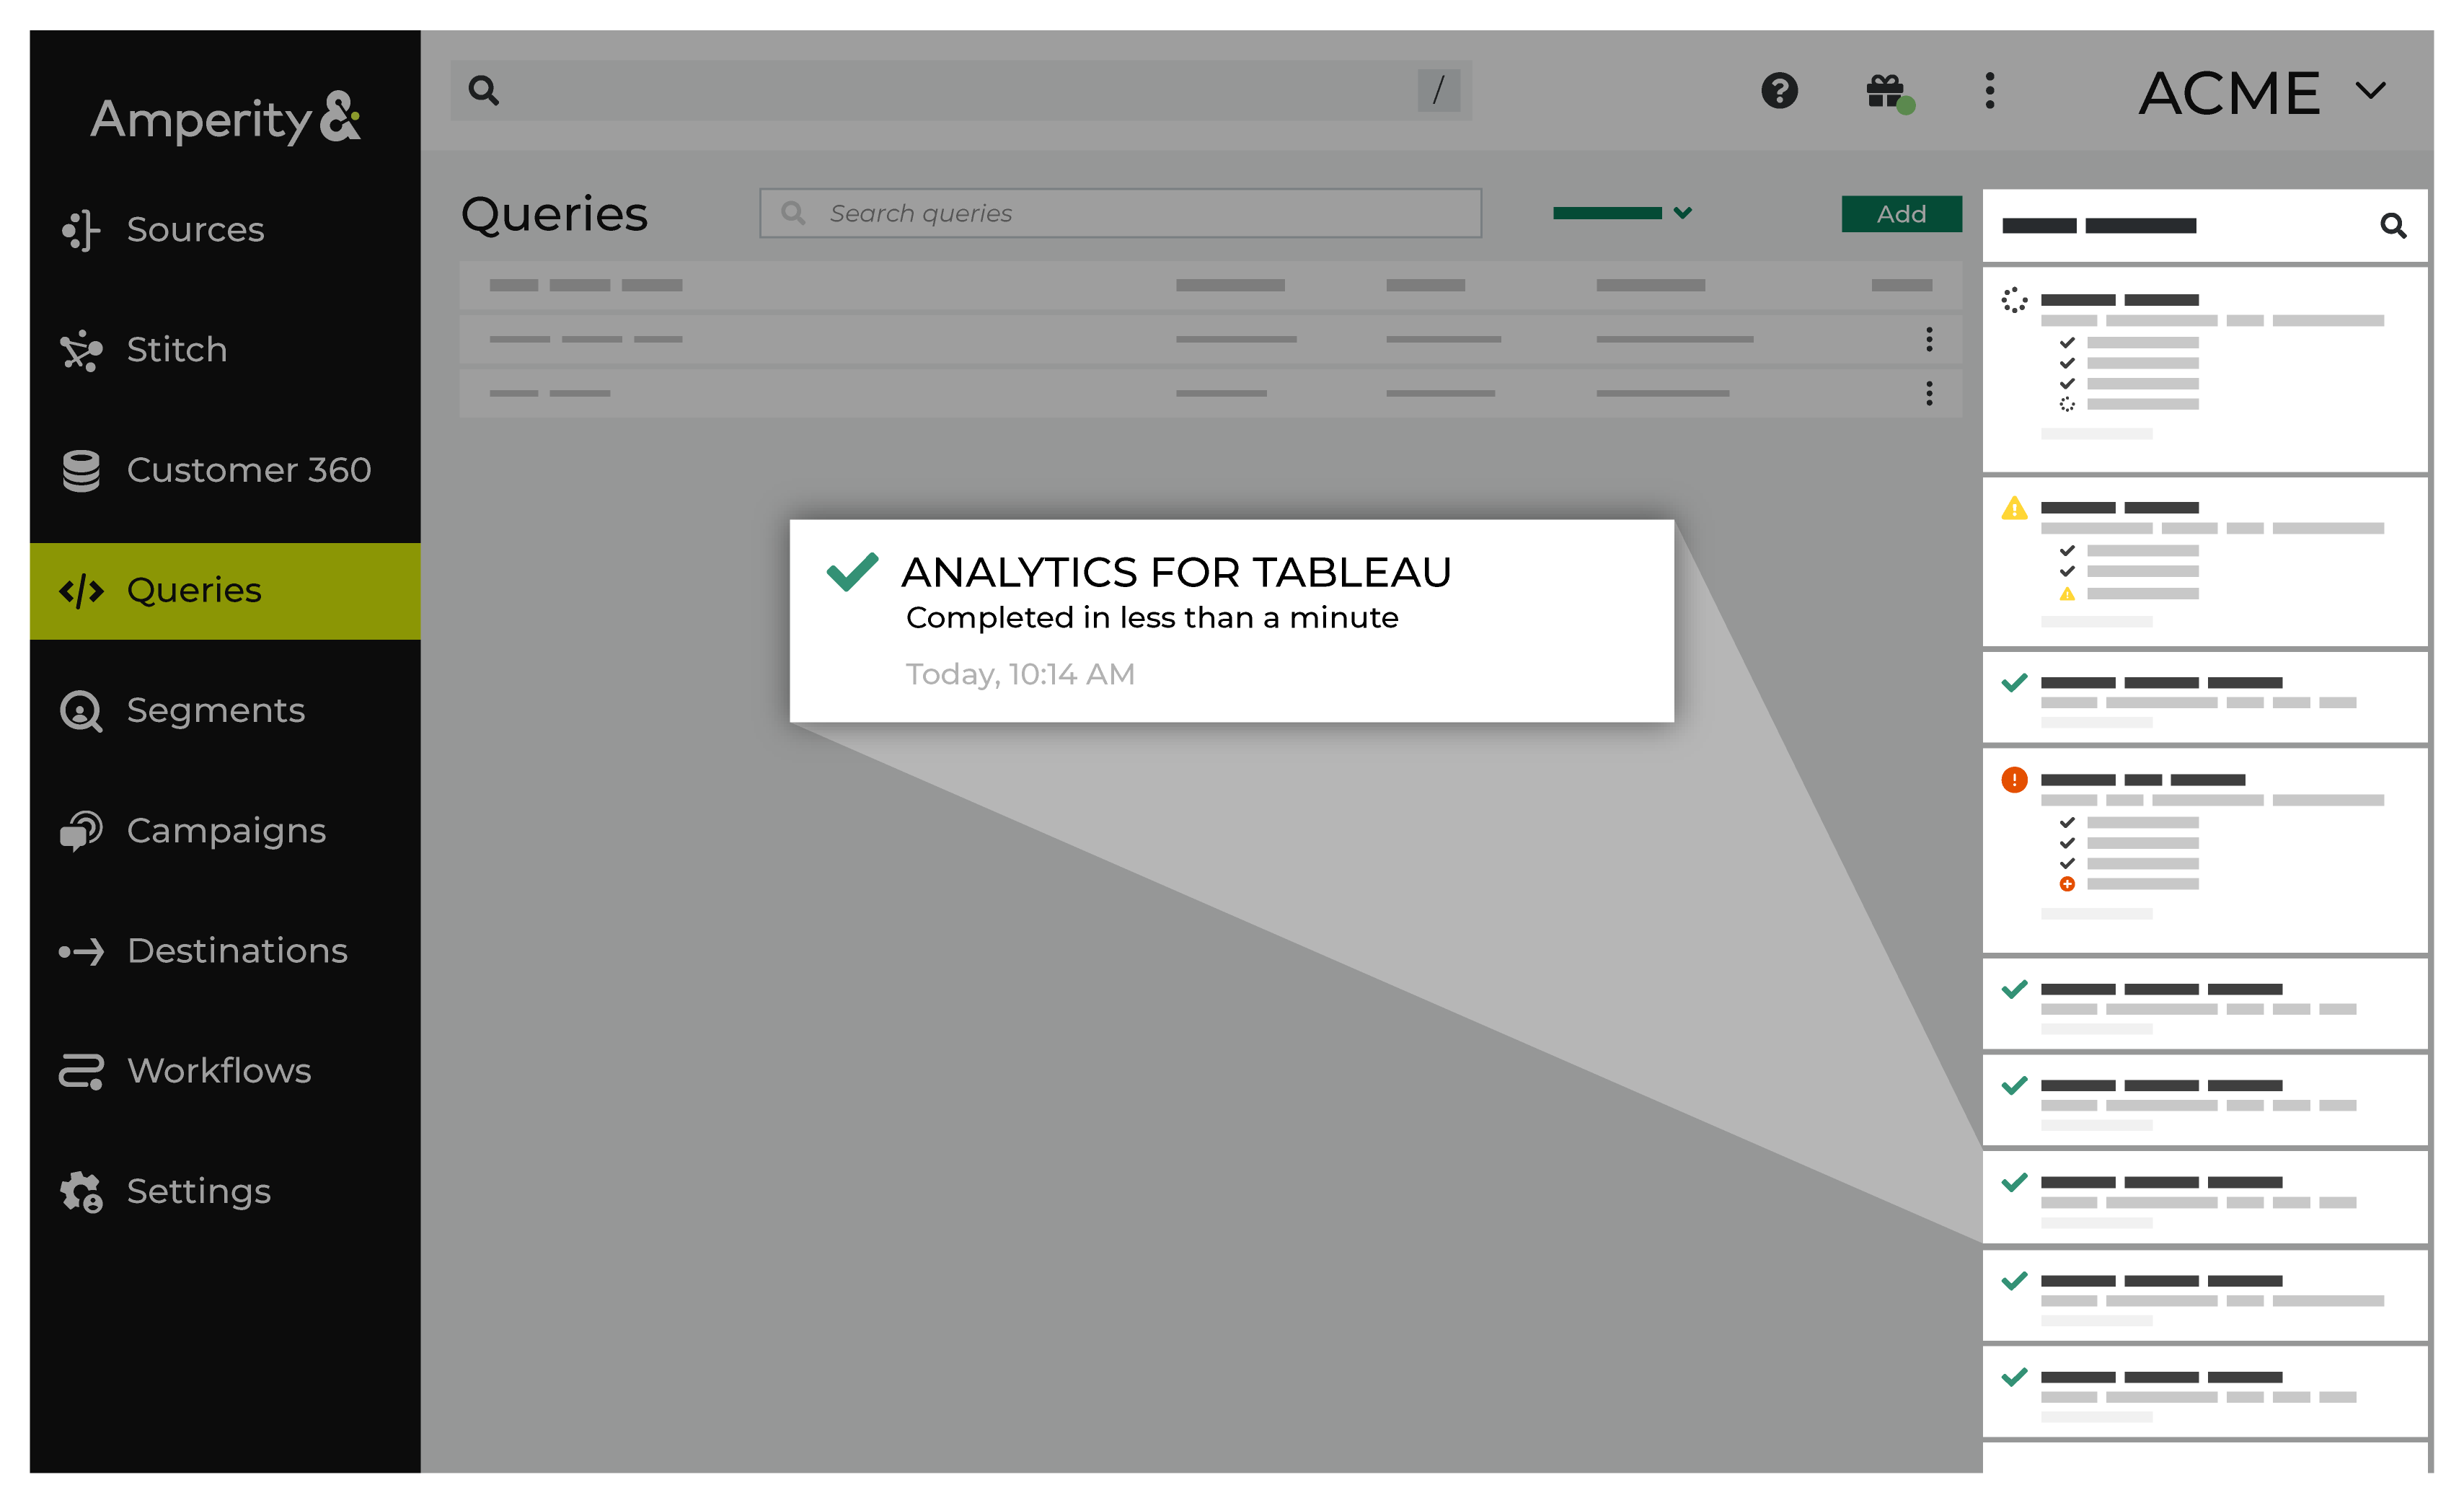 Amperity&
/
ACME
Sources
Stitch
Customer 360
Queries
Segments
Campaigns
Destinations
Workflows
Settings
Queries
Search queries
Add
ANALYTICS FOR TABLEAU
Completed in less than a minute
Today, 10:14 AM